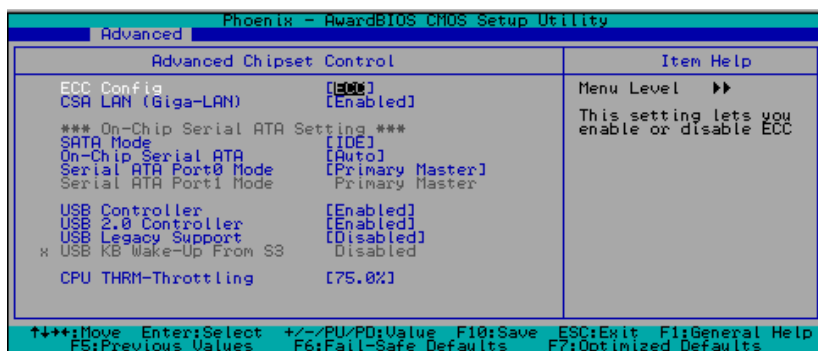 Phoenix - AwardBIOS CMOS Setup Utility
Advanced
Advanced Chipset Control
Item Help
ECC Config [ECC]
CSA LAN (Giga-LAN) [Enabled]
*** On-Chip Serial ATA Setting ***
SATA Mode [IDE]
On-Chip Serial ATA [Auto]
Serial ATA Port0 Mode [Primary Master]
Serial ATA Port1 Mode Primary Master
USB Controller [Enabled]
USB 2.0 Controller [Enabled]
USB Legacy Support [Disabled]
x USB KB Wake-Up From S3 Disabled
CPU THRM-Throttling [75.0%]
Menu Level ▸▸
This setting lets you
enable or disable ECC
↑↓→←:Move Enter:Select +/-/PU/PD:Value F10:Save ESC:Exit F1:General Help
F5:Previous Values F6:Fail-Safe Defaults F7:Optimized Defaults